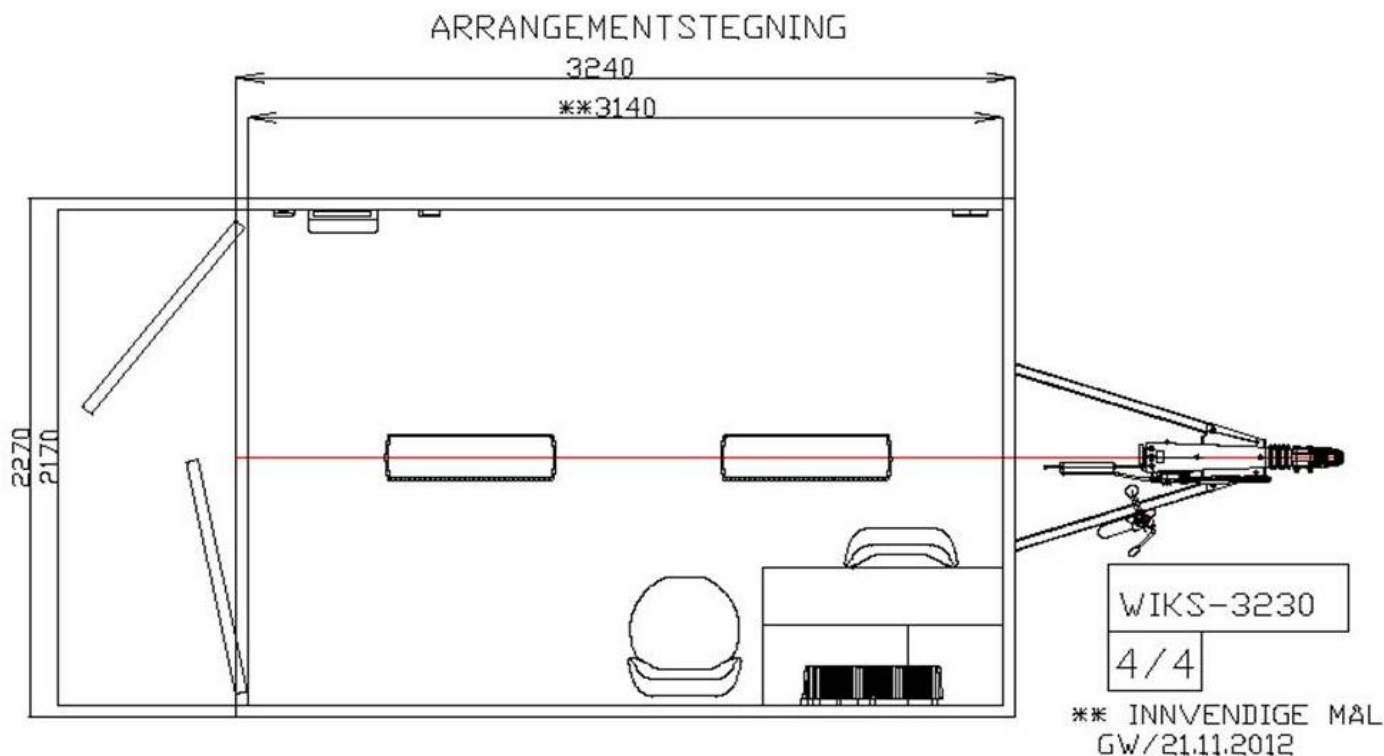 ARRANGEMENTSTEGNING
3240
**3140
2270
2170
WIKS-3230
4/4
** INNVENDIGE MÅL
GW/21.11.2012